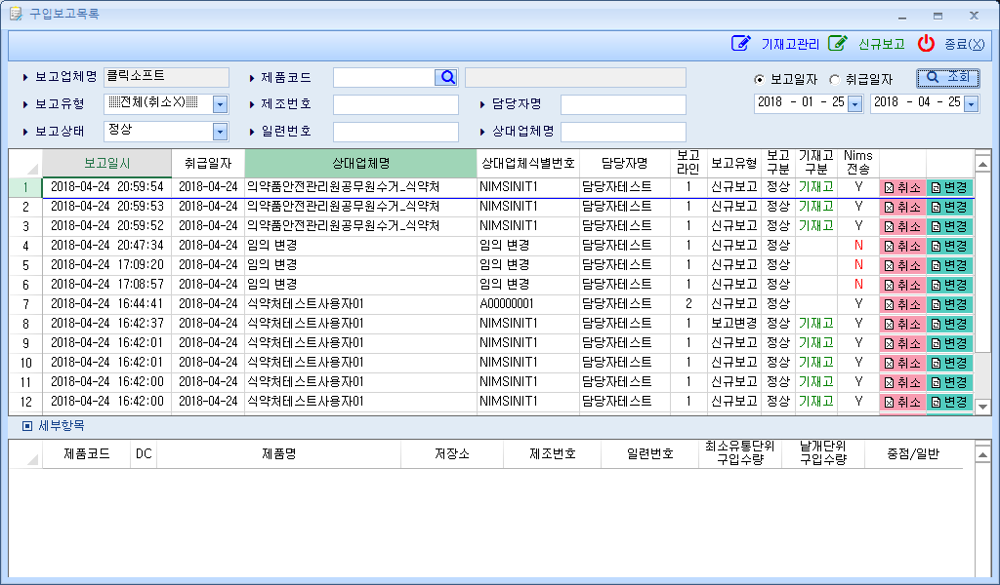 구입보고목록
기재고관리 신규보고 종료(X)
보고업체명 클릭소프트 제품코드 보고일자 취급일자 조회
보고유형 전체(취소X) 제조번호 담당자명 2018 - 01 - 25 2018 - 04 - 25
보고상태 정상 일련번호 상대업체명
보고일시 취급일자 상대업체명 상대업체식별번호 담당자명 보고라인 보고유형 보고구분 기재고구분 Nims전송
1 2018-04-24 20:59:54 2018-04-24 의약품안전관리원공무원수거_식약처 NIMSINIT1 담당자테스트 1 신규보고 정상 기재고 Y 취소 변경
2 2018-04-24 20:59:53 2018-04-24 의약품안전관리원공무원수거_식약처 NIMSINIT1 담당자테스트 1 신규보고 정상 기재고 Y 취소 변경
3 2018-04-24 20:59:52 2018-04-24 의약품안전관리원공무원수거_식약처 NIMSINIT1 담당자테스트 1 신규보고 정상 기재고 Y 취소 변경
4 2018-04-24 20:47:34 2018-04-24 임의 변경 임의 변경 담당자테스트 1 신규보고 정상 N 취소 변경
5 2018-04-24 17:09:20 2018-04-24 임의 변경 임의 변경 담당자테스트 1 신규보고 정상 N 취소 변경
6 2018-04-24 17:08:57 2018-04-24 임의 변경 임의 변경 담당자테스트 1 신규보고 정상 N 취소 변경
7 2018-04-24 16:44:41 2018-04-24 식약처테스트사용자01 A00000001 담당자테스트 2 신규보고 정상 Y 취소 변경
8 2018-04-24 16:42:37 2018-04-24 식약처테스트사용자01 NIMSINIT1 담당자테스트 1 보고변경 정상 기재고 Y 취소 변경
9 2018-04-24 16:42:01 2018-04-24 식약처테스트사용자01 NIMSINIT1 담당자테스트 1 신규보고 정상 기재고 Y 취소 변경
10 2018-04-24 16:42:01 2018-04-24 식약처테스트사용자01 NIMSINIT1 담당자테스트 1 신규보고 정상 기재고 Y 취소 변경
11 2018-04-24 16:42:00 2018-04-24 식약처테스트사용자01 NIMSINIT1 담당자테스트 1 신규보고 정상 기재고 Y 취소 변경
12 2018-04-24 16:42:00 2018-04-24 식약처테스트사용자01 NIMSINIT1 담당자테스트 1 신규보고 정상 기재고 Y 취소 변경
세부항목
제품코드 DC 제품명 저장소 제조번호 일련번호 최소유통단위구입수량 낱개단위구입수량 중점/일반